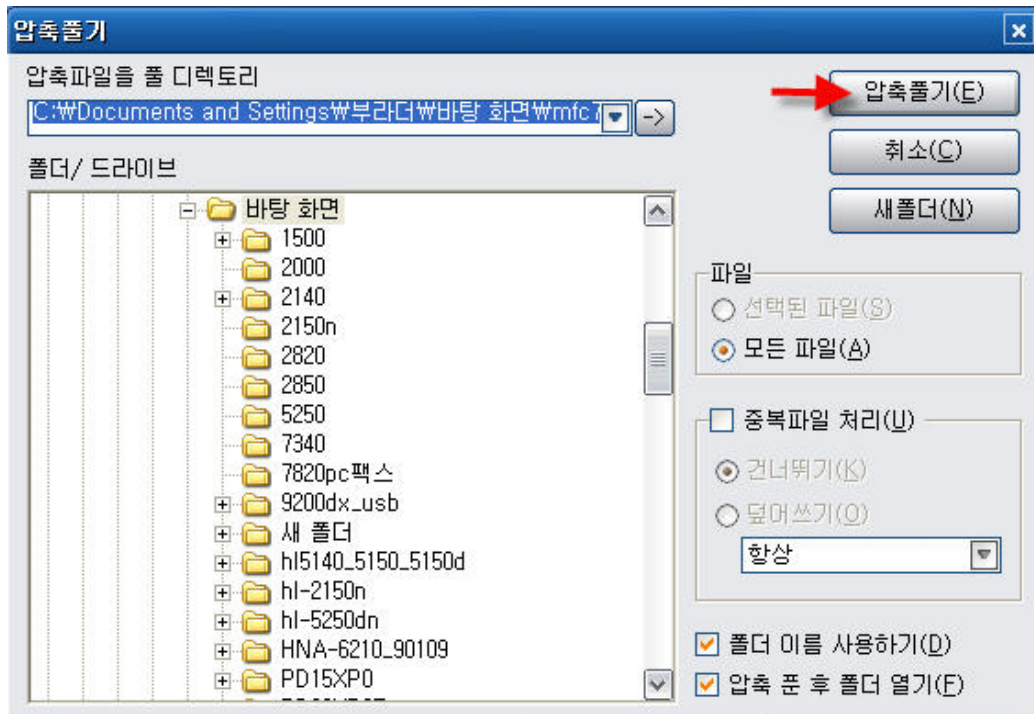 압축풀기
압축파일을 풀 디렉토리
C:₩Documents and Settings₩부라더₩바탕 화면₩mfc7
->
폴더/ 드라이브
바탕 화면
1500
2000
2140
2150n
2820
2850
5250
7340
7820pc팩스
9200dx_usb
새 폴더
hl5140_5150_5150d
hl-2150n
hl-5250dn
HNA-6210_90109
PD15XP0
압축풀기(E)
취소(C)
새폴더(N)
파일
선택된 파일(S)
모든 파일(A)
중복파일 처리(U)
건너뛰기(K)
덮어쓰기(O)
항상
폴더 이름 사용하기(D)
압축 푼 후 폴더 열기(F)